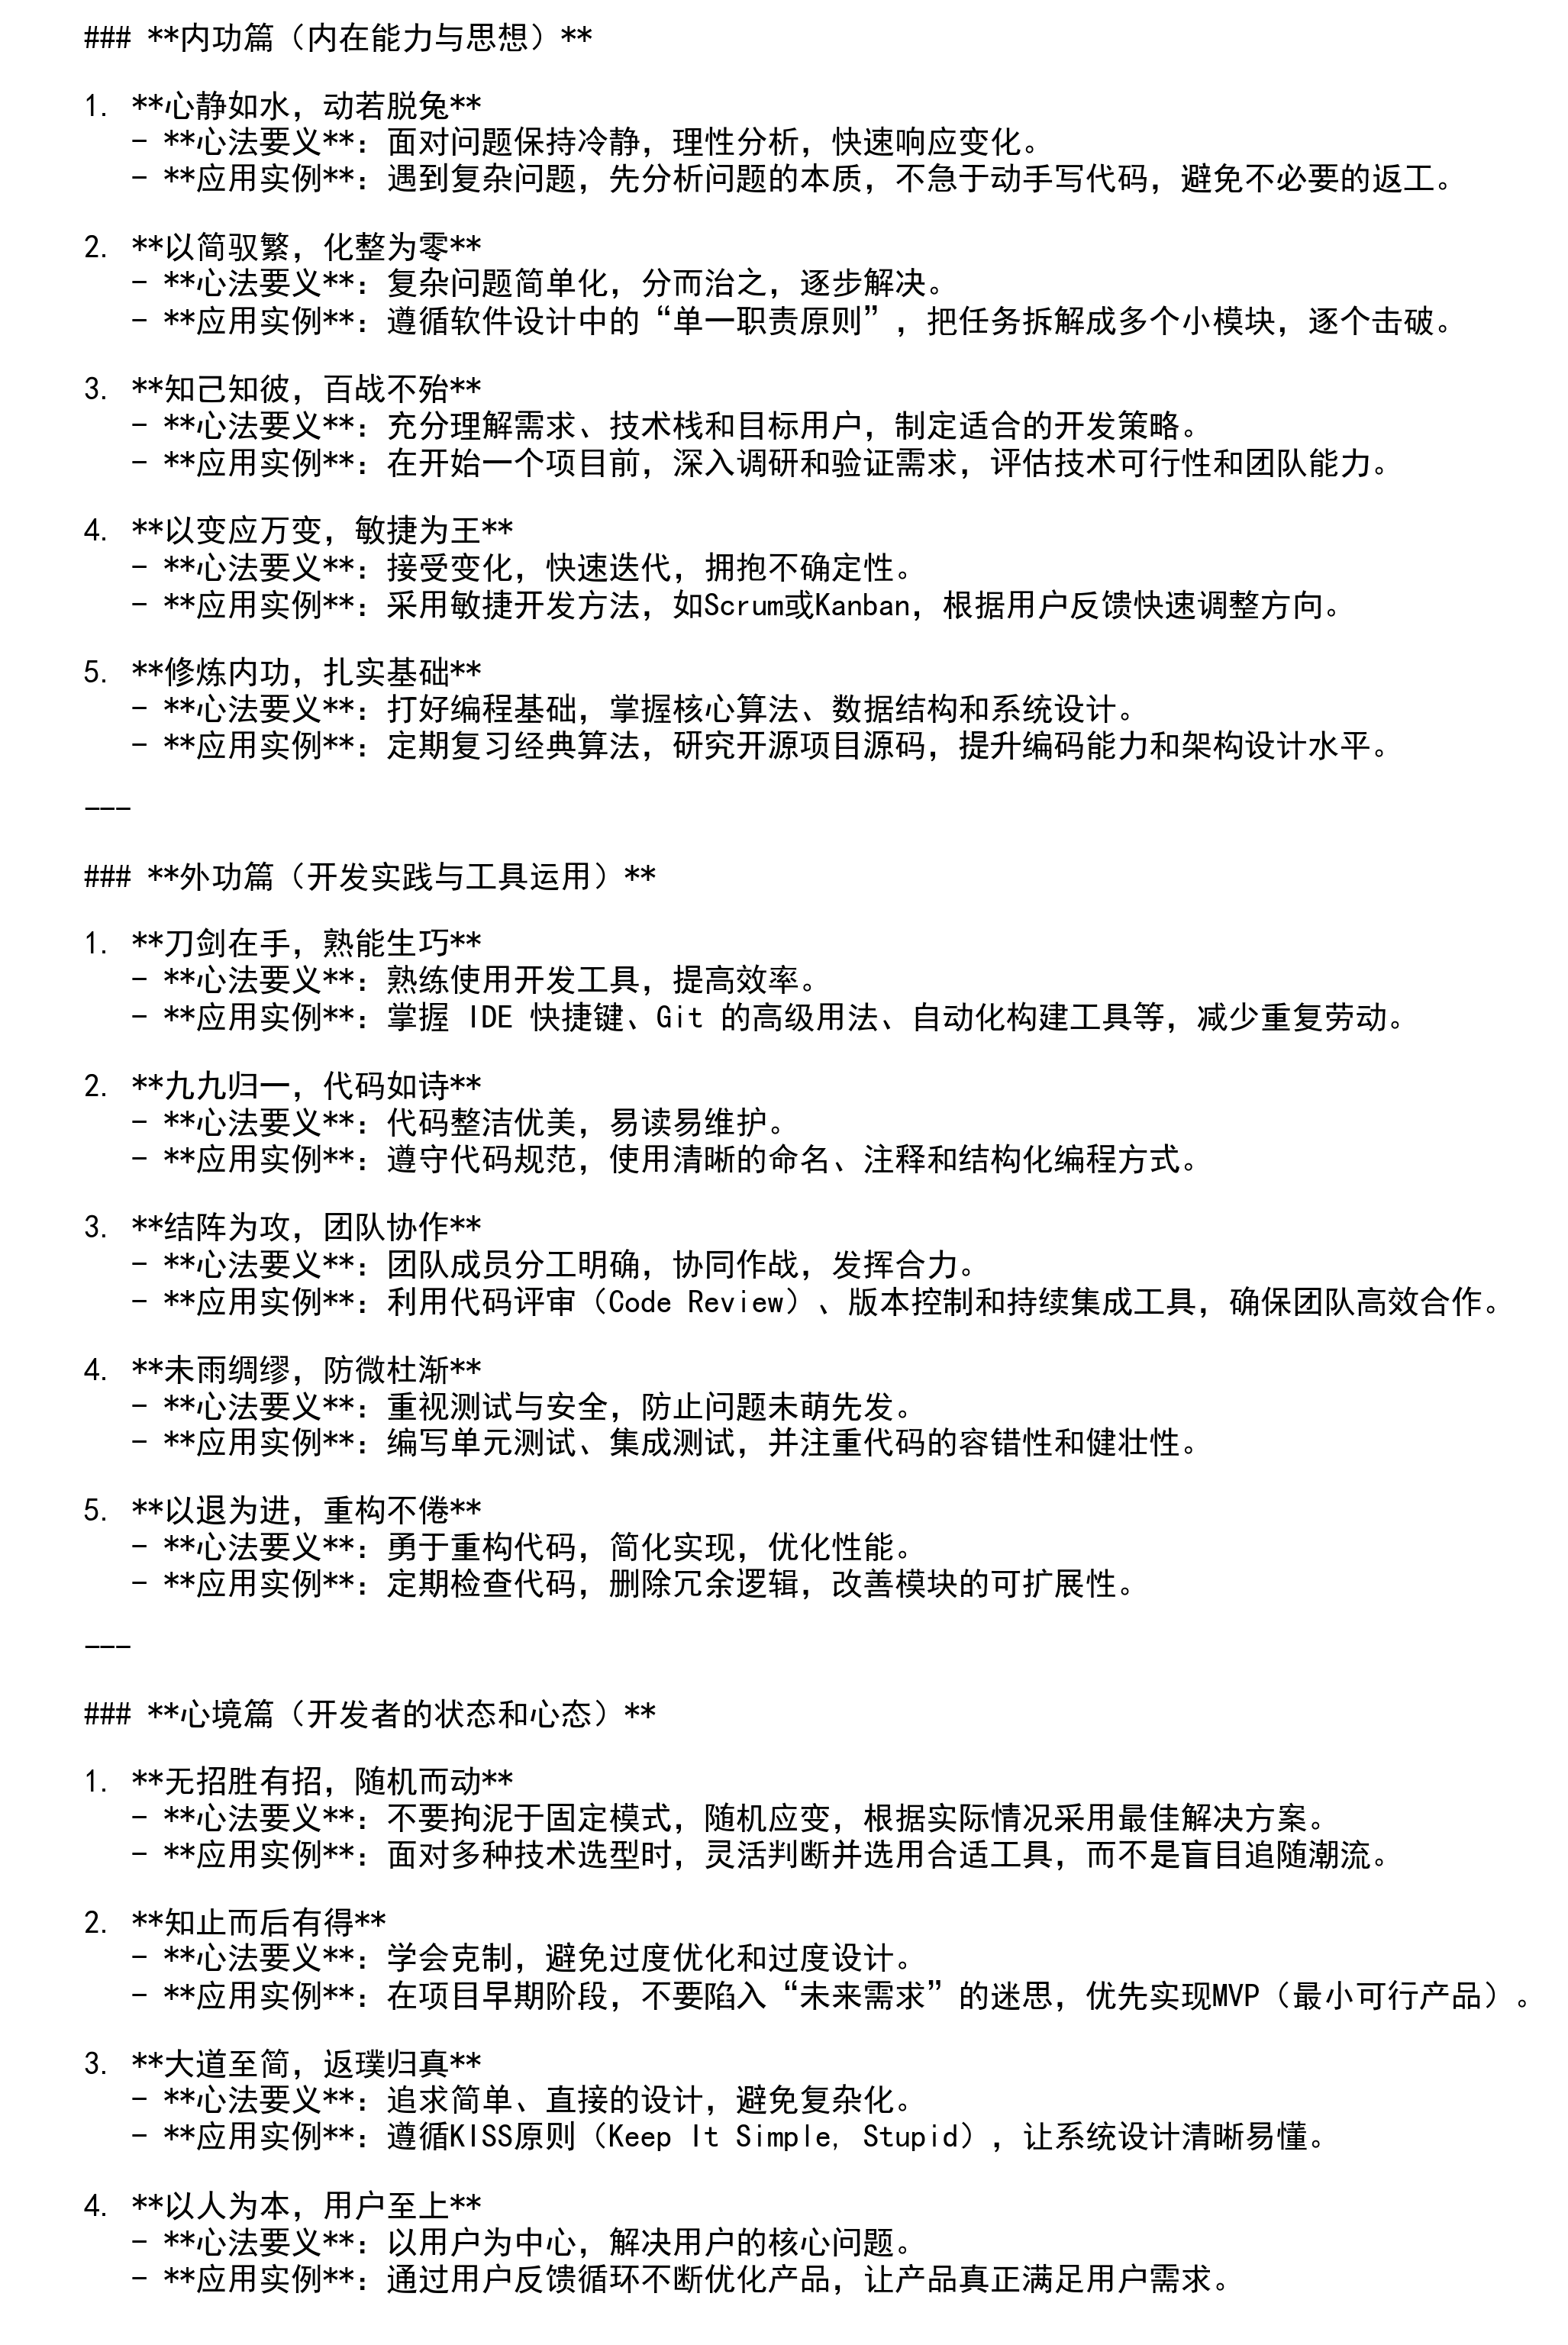 ### **内功篇（内在能力与思想）**
1. **心静如水，动若脱兔**
- **心法要义**：面对问题保持冷静，理性分析，快速响应变化。
- **应用实例**：遇到复杂问题，先分析问题的本质，不急于动手写代码，避免不必要的返工。
2. **以简驭繁，化整为零**
- **心法要义**：复杂问题简单化，分而治之，逐步解决。
- **应用实例**：遵循软件设计中的“单一职责原则”，把任务拆解成多个小模块，逐个击破。
3. **知己知彼，百战不殆**
- **心法要义**：充分理解需求、技术栈和目标用户，制定适合的开发策略。
- **应用实例**：在开始一个项目前，深入调研和验证需求，评估技术可行性和团队能力。
4. **以变应万变，敏捷为王**
- **心法要义**：接受变化，快速迭代，拥抱不确定性。
- **应用实例**：采用敏捷开发方法，如Scrum或Kanban，根据用户反馈快速调整方向。
5. **修炼内功，扎实基础**
- **心法要义**：打好编程基础，掌握核心算法、数据结构和系统设计。
- **应用实例**：定期复习经典算法，研究开源项目源码，提升编码能力和架构设计水平。
---
### **外功篇（开发实践与工具运用）**
1. **刀剑在手，熟能生巧**
- **心法要义**：熟练使用开发工具，提高效率。
- **应用实例**：掌握 IDE 快捷键、Git 的高级用法、自动化构建工具等，减少重复劳动。
2. **九九归一，代码如诗**
- **心法要义**：代码整洁优美，易读易维护。
- **应用实例**：遵守代码规范，使用清晰的命名、注释和结构化编程方式。
3. **结阵为攻，团队协作**
- **心法要义**：团队成员分工明确，协同作战，发挥合力。
- **应用实例**：利用代码评审（Code Review）、版本控制和持续集成工具，确保团队高效合作。
4. **未雨绸缪，防微杜渐**
- **心法要义**：重视测试与安全，防止问题未萌先发。
- **应用实例**：编写单元测试、集成测试，并注重代码的容错性和健壮性。
5. **以退为进，重构不倦**
- **心法要义**：勇于重构代码，简化实现，优化性能。
- **应用实例**：定期检查代码，删除冗余逻辑，改善模块的可扩展性。
---
### **心境篇（开发者的状态和心态）**
1. **无招胜有招，随机而动**
- **心法要义**：不要拘泥于固定模式，随机应变，根据实际情况采用最佳解决方案。
- **应用实例**：面对多种技术选型时，灵活判断并选用合适工具，而不是盲目追随潮流。
2. **知止而后有得**
- **心法要义**：学会克制，避免过度优化和过度设计。
- **应用实例**：在项目早期阶段，不要陷入“未来需求”的迷思，优先实现MVP（最小可行产品）。
3. **大道至简，返璞归真**
- **心法要义**：追求简单、直接的设计，避免复杂化。
- **应用实例**：遵循KISS原则（Keep It Simple, Stupid），让系统设计清晰易懂。
4. **以人为本，用户至上**
- **心法要义**：以用户为中心，解决用户的核心问题。
- **应用实例**：通过用户反馈循环不断优化产品，让产品真正满足用户需求。